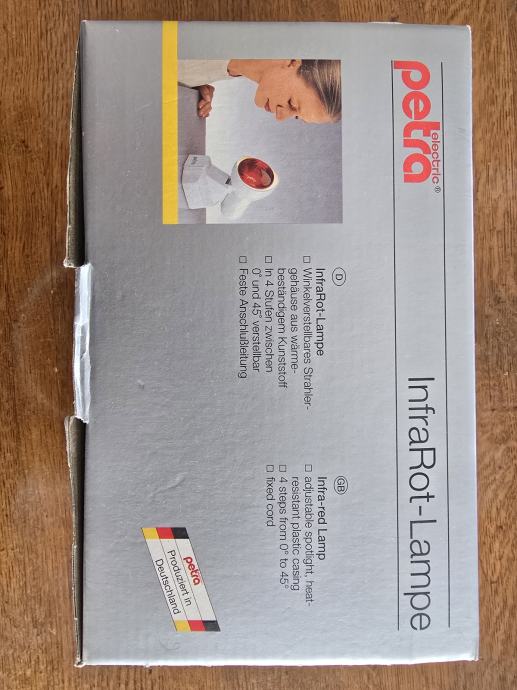 petra
electric®
InfraRot-Lampe
D
InfraRot-Lampe
□ Winkelverstellbares Strahler-
gehäuse aus wärme-
beständigem Kunststoff
□ In 4 Stufen zwischen
0° und 45° verstellbar
□ Feste Anschlußleitung
GB
Infra-red Lamp
□ adjustable spotlight, heat-
resistant plastic casing
□ 4 steps from 0° to 45°
□ fixed cord
petra
Produziert in
Deutschland